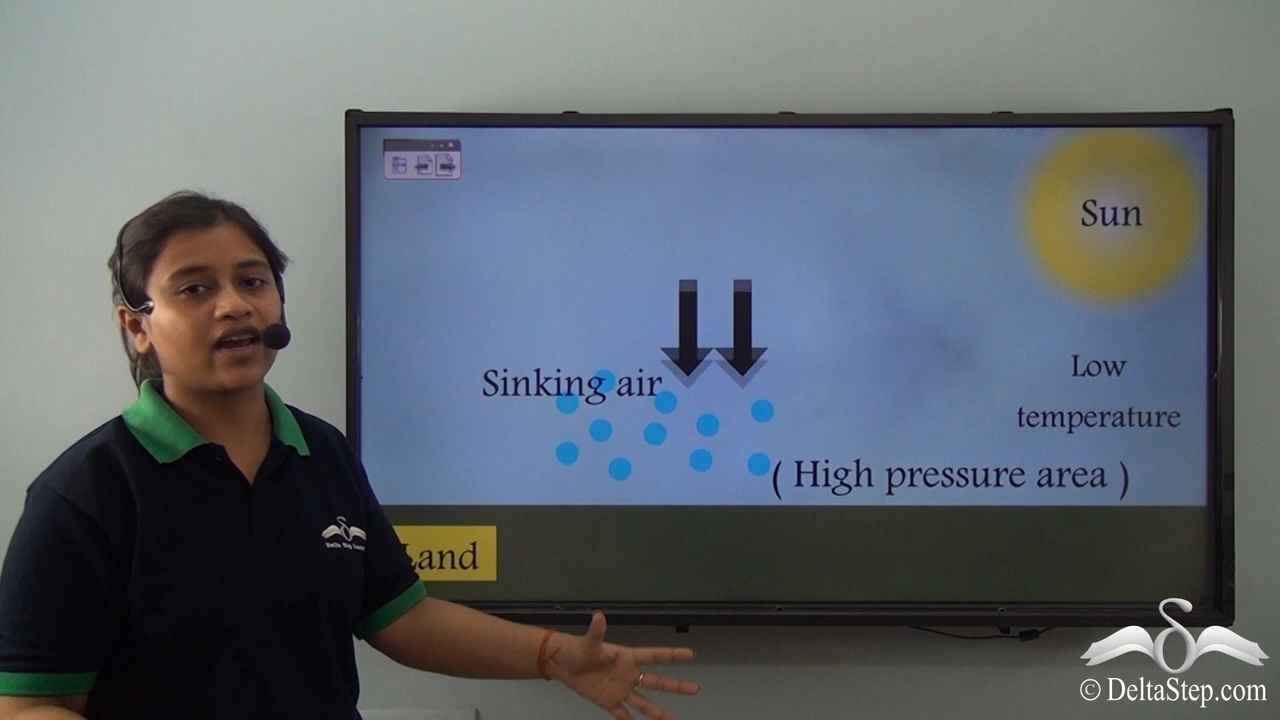 Sun
Sinking air
Low
temperature
( High pressure area )
Land
© DeltaStep.com